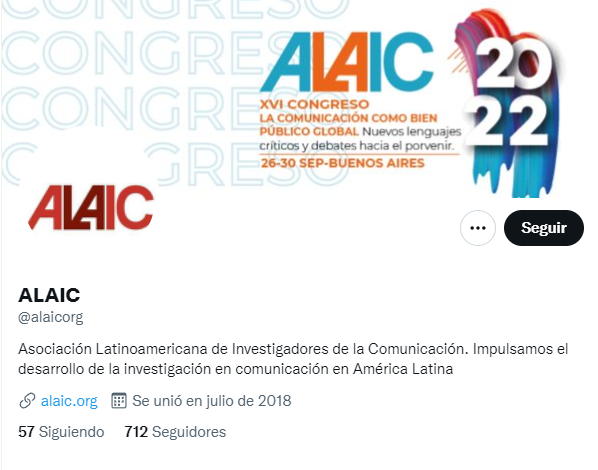 CONGRESO
CONGRESO
CONGRESO
CONGRESO
ALAIC
XVI CONGRESO
LA COMUNICACIÓN COMO BIEN
PÚBLICO GLOBAL Nuevos lenguajes
críticos y debates hacia el porvenir.
26-30 SEP-BUENOS AIRES
20
22
ALAIC
Seguir
ALAIC
@alaicorg
Asociación Latinoamericana de Investigadores de la Comunicación. Impulsamos el
desarrollo de la investigación en comunicación en América Latina
alaic.org Se unió en julio de 2018
57 Siguiendo 712 Seguidores